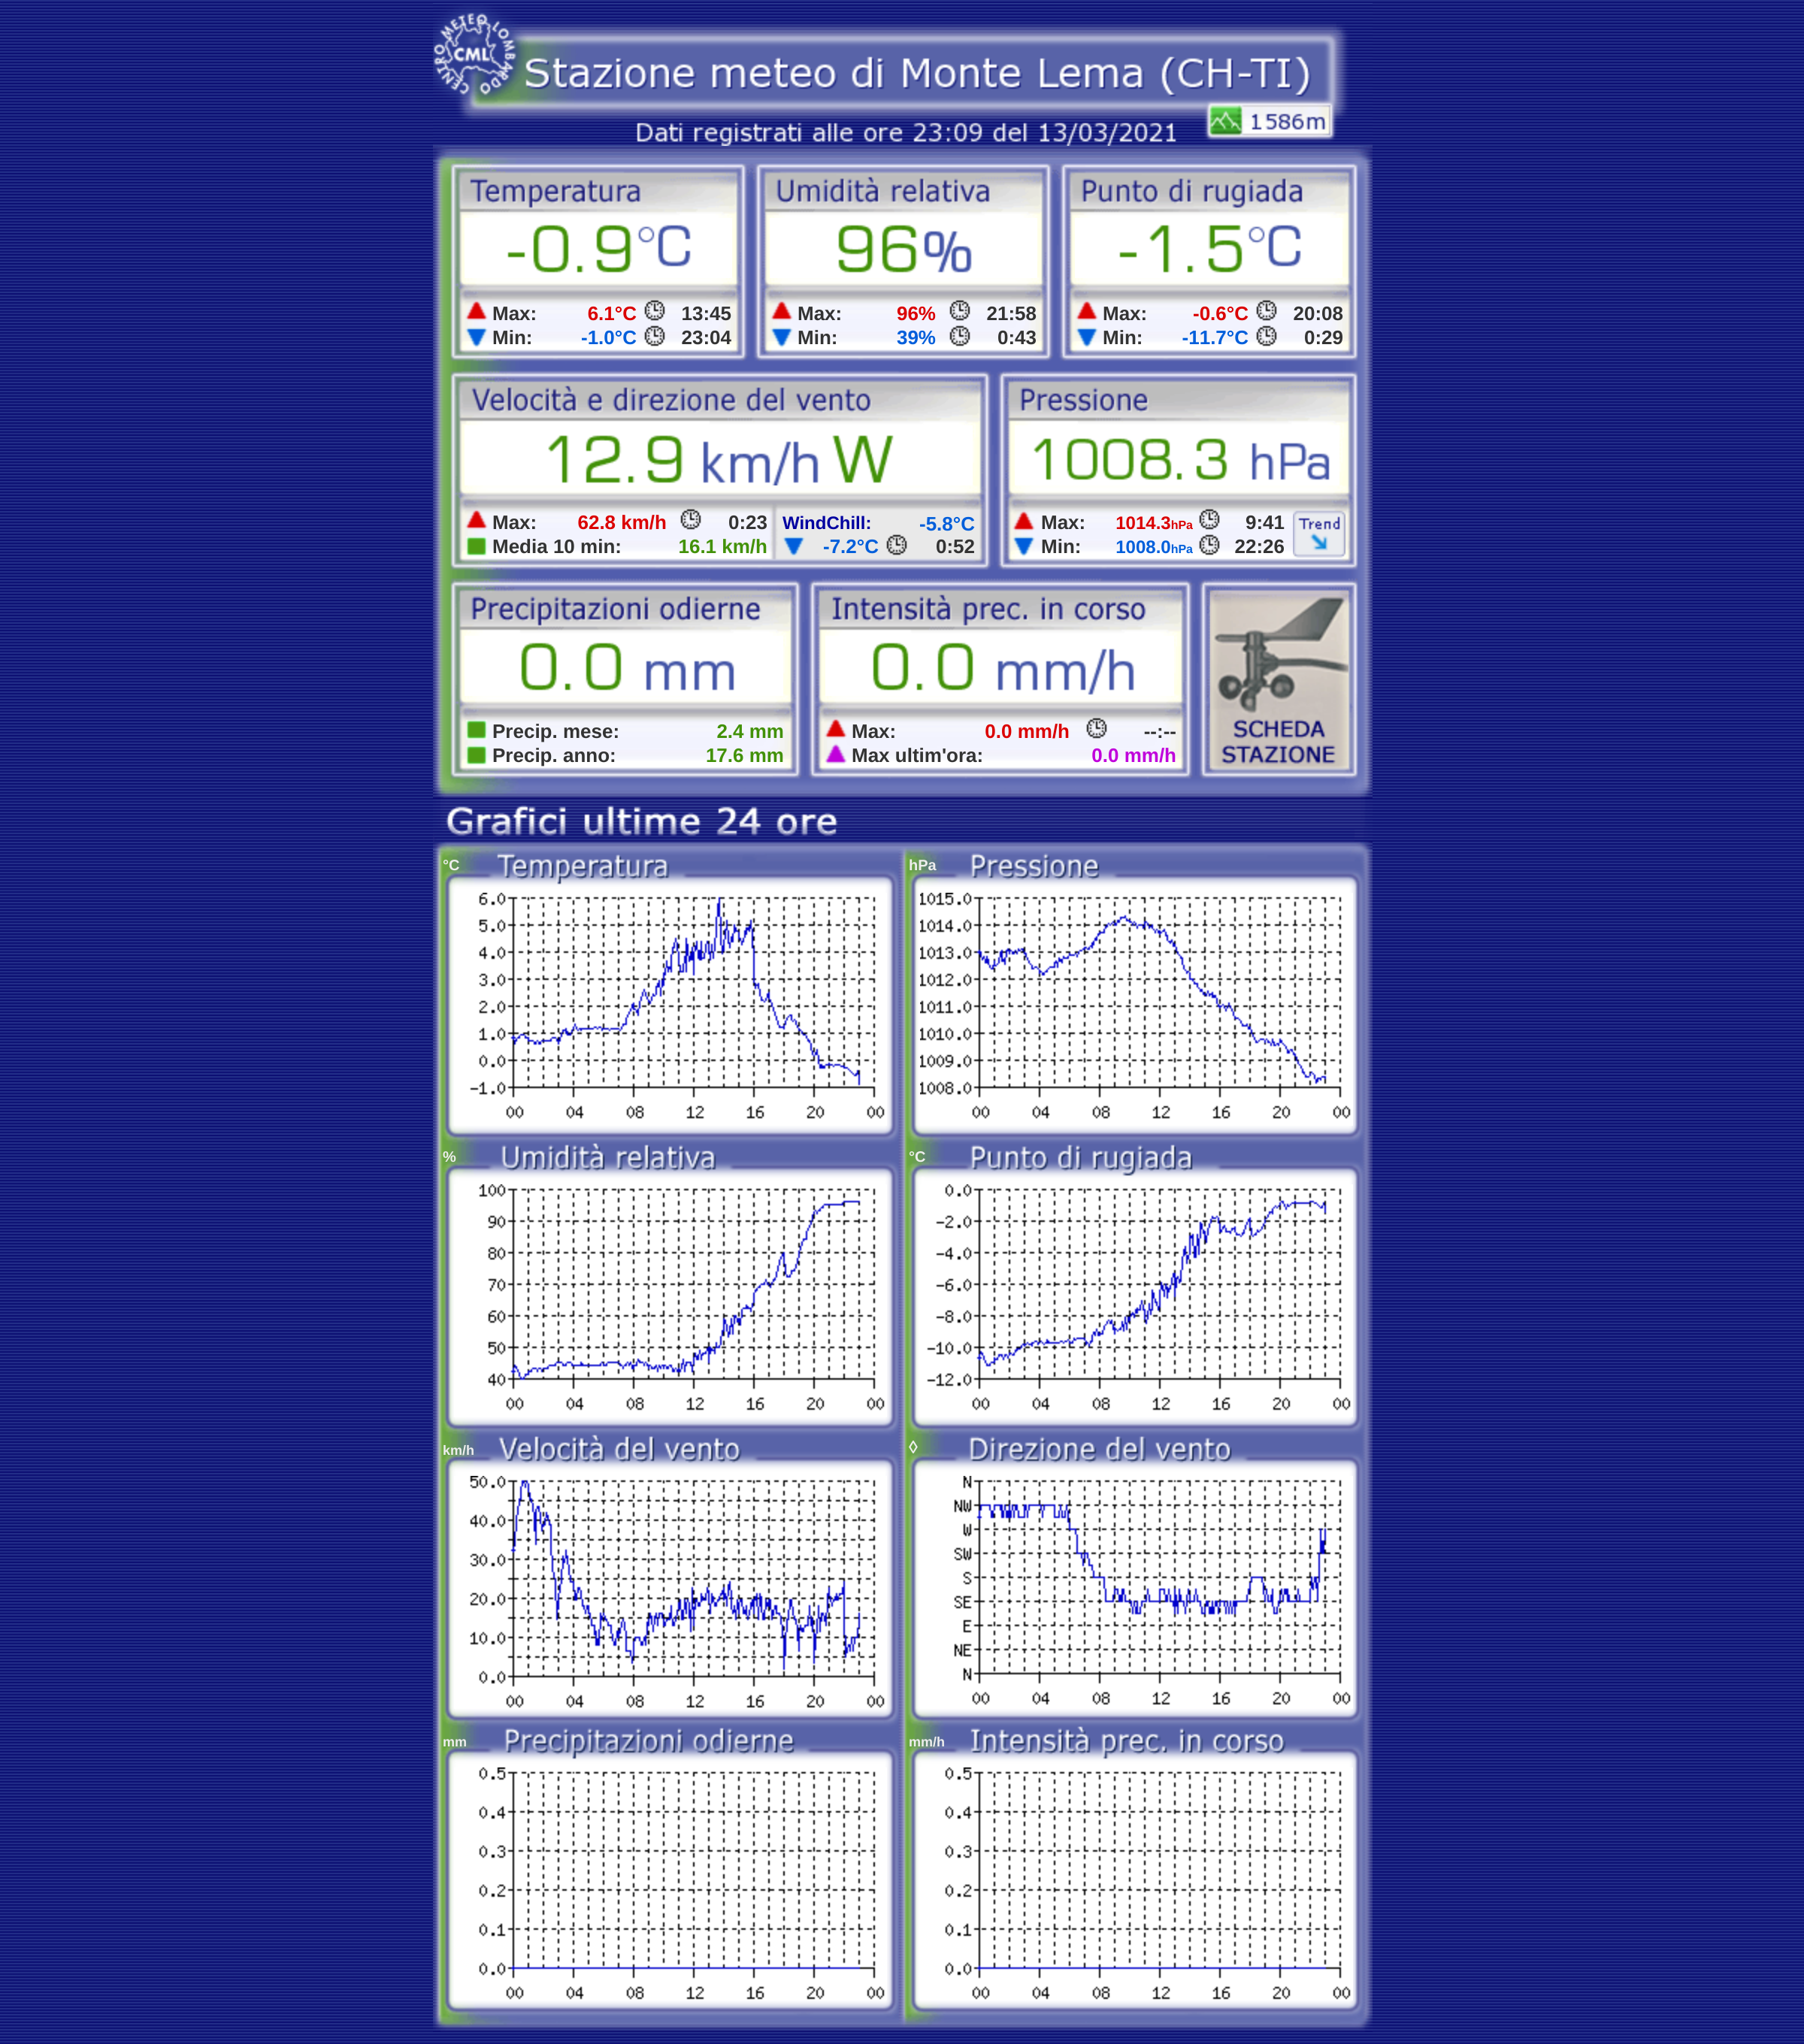 CENTRO METEO LOMBARDO
CML
Stazione meteo di Monte Lema (CH-TI)
1586m
Dati registrati alle ore 23:09 del 13/03/2021
Temperatura
-0.9°C
Max: 6.1°C 13:45
Min: -1.0°C 23:04
Umidità relativa
96%
Max: 96% 21:58
Min: 39% 0:43
Punto di rugiada
-1.5°C
Max: -0.6°C 20:08
Min: -11.7°C 0:29
Velocità e direzione del vento
12.9 km/h W
Max: 62.8 km/h 0:23
Media 10 min: 16.1 km/h
WindChill: -5.8°C
-7.2°C 0:52
Pressione
1008.3 hPa
Max: 1014.3hPa 9:41
Min: 1008.0hPa 22:26
Trend
Precipitazioni odierne
0.0 mm
Precip. mese: 2.4 mm
Precip. anno: 17.6 mm
Intensità prec. in corso
0.0 mm/h
Max: 0.0 mm/h --:--
Max ultim'ora: 0.0 mm/h
SCHEDA
STAZIONE
Grafici ultime 24 ore
°C Temperatura
6.0
5.0
4.0
3.0
2.0
1.0
0.0
-1.0
00 04 08 12 16 20 00
hPa Pressione
1015.0
1014.0
1013.0
1012.0
1011.0
1010.0
1009.0
1008.0
00 04 08 12 16 20 00
% Umidità relativa
100
90
80
70
60
50
40
00 04 08 12 16 20 00
°C Punto di rugiada
0.0
-2.0
-4.0
-6.0
-8.0
-10.0
-12.0
00 04 08 12 16 20 00
km/h Velocità del vento
50.0
40.0
30.0
20.0
10.0
0.0
00 04 08 12 16 20 00
◊ Direzione del vento
N
NW
W
SW
S
SE
E
NE
N
00 04 08 12 16 20 00
mm Precipitazioni odierne
0.5
0.4
0.3
0.2
0.1
0.0
00 04 08 12 16 20 00
mm/h Intensità prec. in corso
0.5
0.4
0.3
0.2
0.1
0.0
00 04 08 12 16 20 00